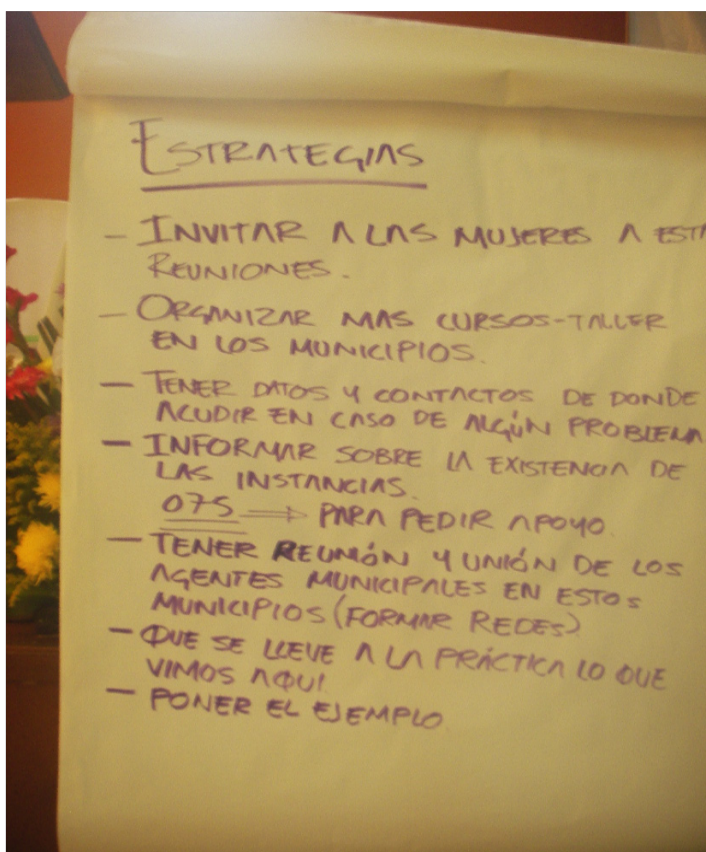 ESTRATEGIAS
- INVITAR A LAS MUJERES A ESTA
REUNIONES.
- ORGANIZAR MAS CURSOS-TALLER
EN LOS MUNICIPIOS.
- TENER DATOS Y CONTACTOS DE DONDE
ACUDIR EN CASO DE ALGÚN PROBLEMA
- INFORMAR SOBRE LA EXISTENCIA DE
LAS INSTANCIAS.
075 ⇒ PARA PEDIR APOYO.
- TENER REUNIÓN Y UNIÓN DE LOS
AGENTES MUNICIPALES EN ESTOS
MUNICIPIOS (FORMAR REDES)
- QUE SE LLEVE A LA PRÁCTICA LO QUE
VIMOS AQUÍ.
- PONER EL EJEMPLO